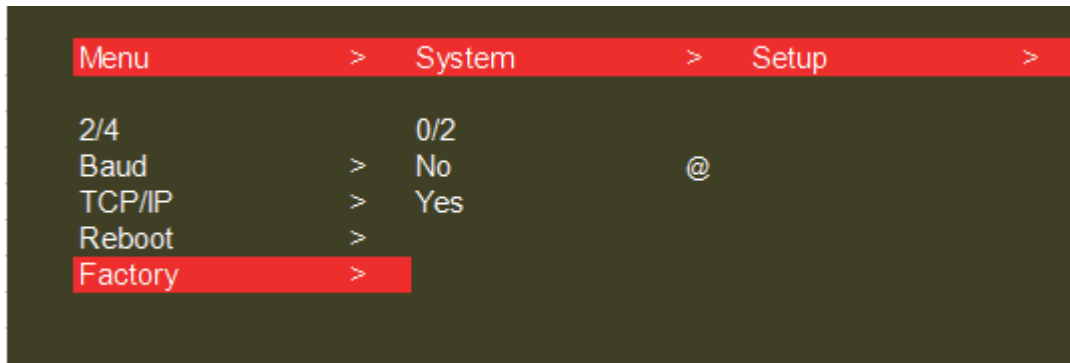 Menu > System > Setup >
2/4 0/2
Baud > No @
TCP/IP > Yes
Reboot >
Factory >